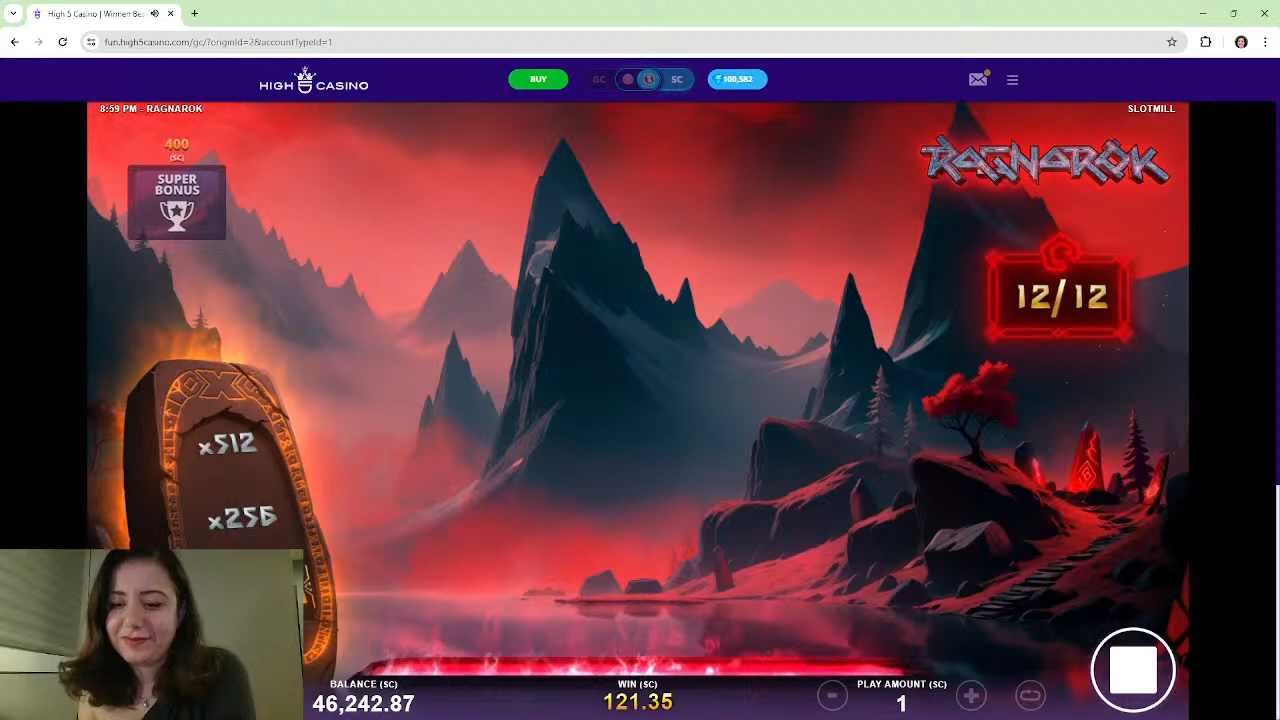 High 5 Casino | Winner Bes
fun.high5casino.com/gc/?originId=2&accountTypeId=1
HIGH 5 CASINO
BUY
GC
SC
100,582
8:59 PM - RAGNAROK
SLOTMILL
400
(SC)
SUPER
BONUS
RAGNARÖK
12/12
x512
x256
BALANCE (SC)
46,242.87
WIN (SC)
121.35
PLAY AMOUNT (SC)
1